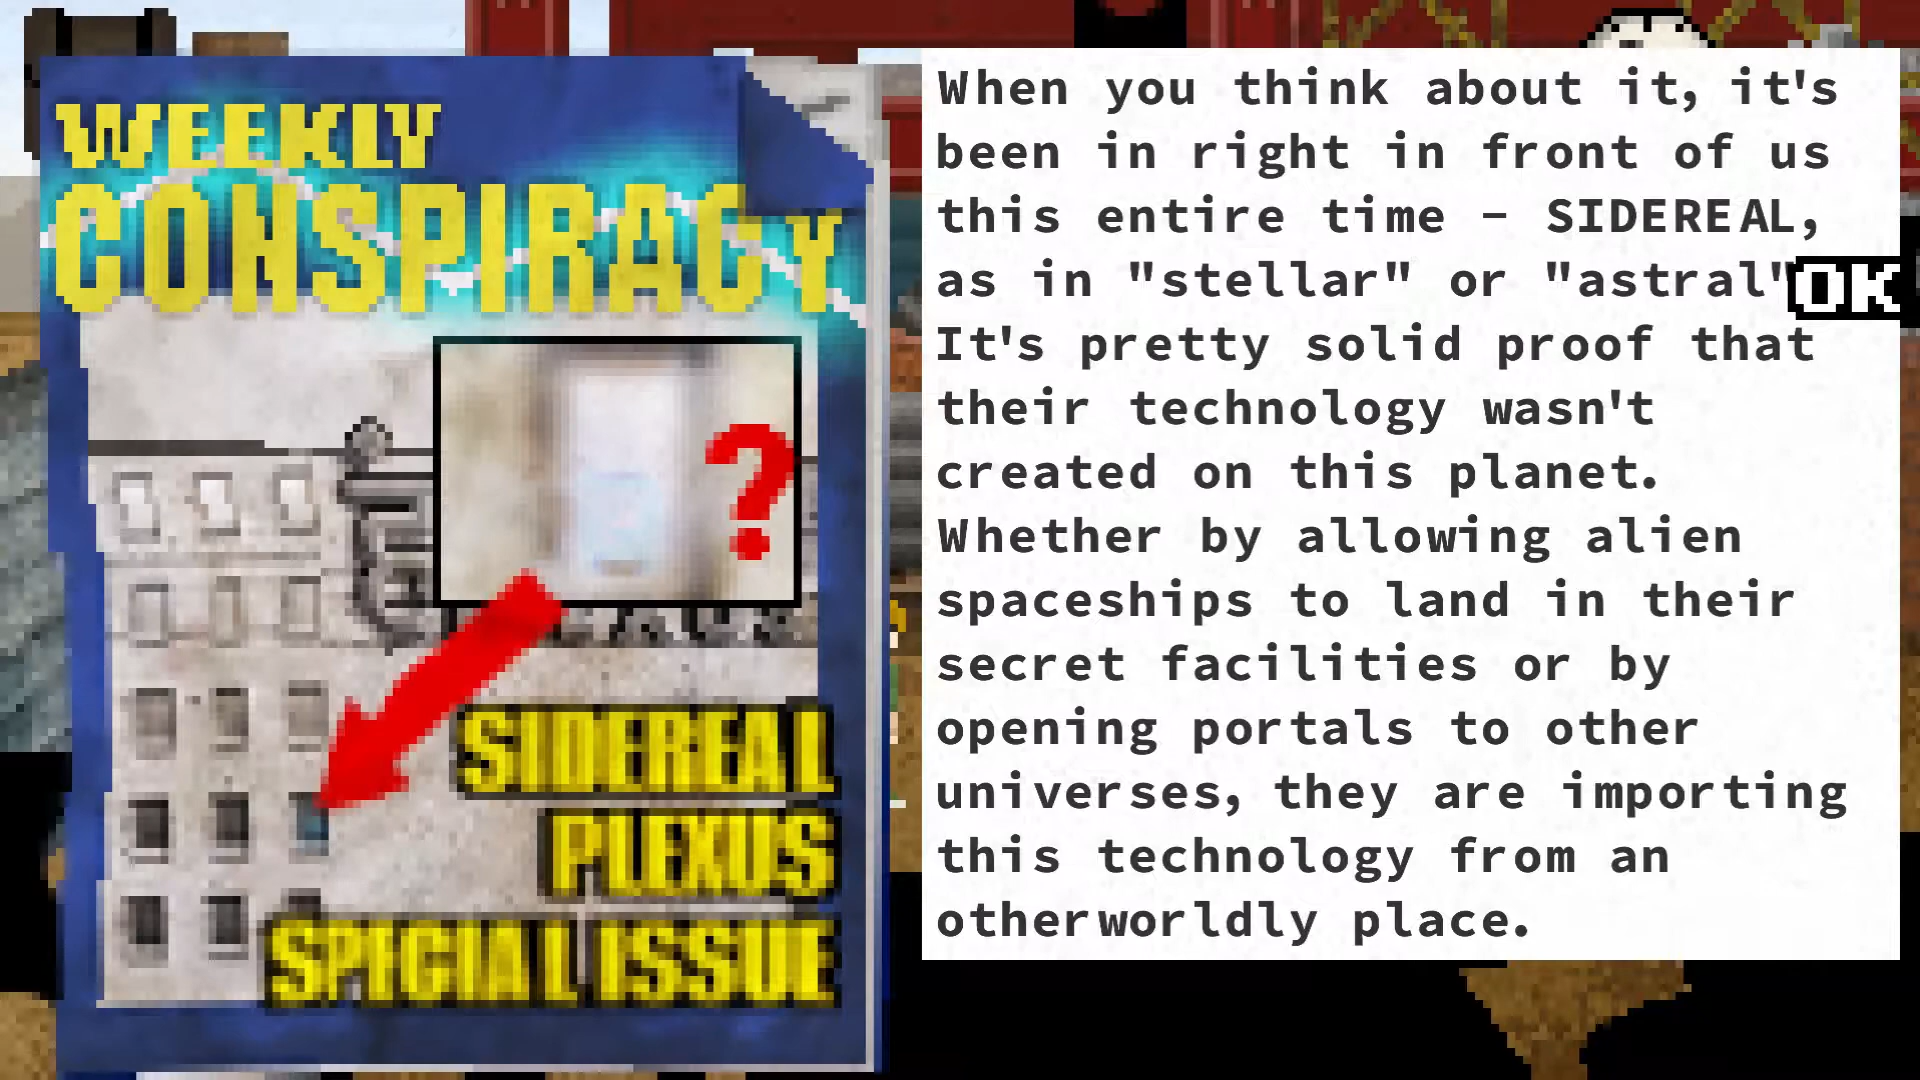 WEEKLY
CONSPIRACY
?
SIDEREAL
PLEXUS
SPECIAL ISSUE
When you think about it, it's
been in right in front of us
this entire time - SIDEREAL,
as in "stellar" or "astral"
It's pretty solid proof that
their technology wasn't
created on this planet.
Whether by allowing alien
spaceships to land in their
secret facilities or by
opening portals to other
universes, they are importing
this technology from an
otherworldly place.
OK